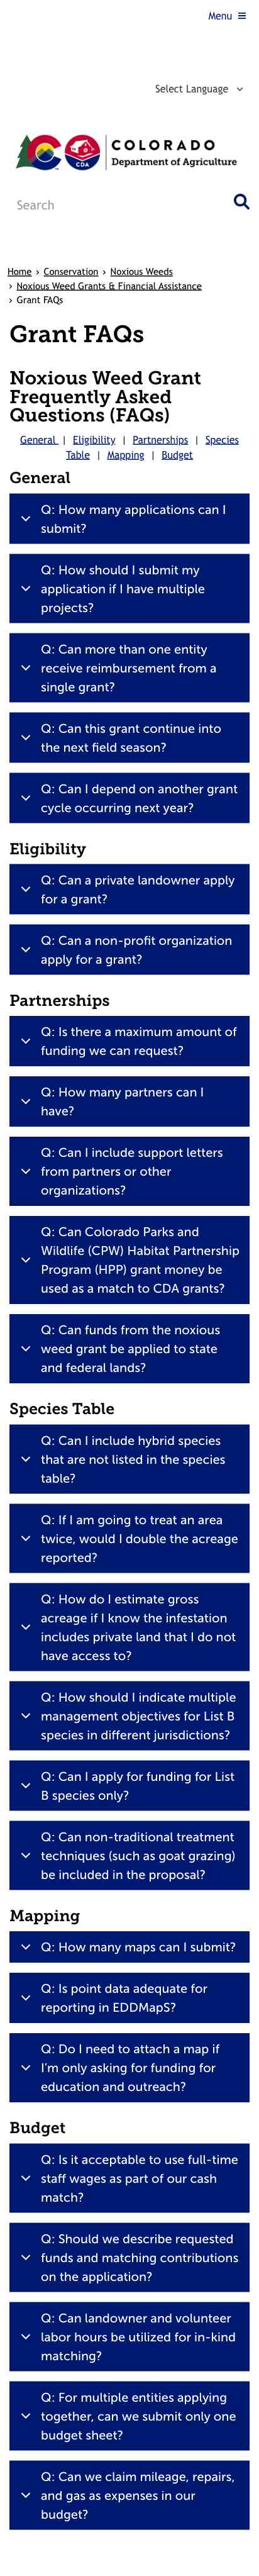 Menu
Select Language
COLORADO
Department of Agriculture
CDA
Search
Home › Conservation › Noxious Weeds
› Noxious Weed Grants & Financial Assistance
› Grant FAQs
Grant FAQs
Noxious Weed Grant
Frequently Asked
Questions (FAQs)
General | Eligibility | Partnerships | Species
Table | Mapping | Budget
General
Q: How many applications can I
submit?
Q: How should I submit my
application if I have multiple
projects?
Q: Can more than one entity
receive reimbursement from a
single grant?
Q: Can this grant continue into
the next field season?
Q: Can I depend on another grant
cycle occurring next year?
Eligibility
Q: Can a private landowner apply
for a grant?
Q: Can a non-profit organization
apply for a grant?
Partnerships
Q: Is there a maximum amount of
funding we can request?
Q: How many partners can I
have?
Q: Can I include support letters
from partners or other
organizations?
Q: Can Colorado Parks and
Wildlife (CPW) Habitat Partnership
Program (HPP) grant money be
used as a match to CDA grants?
Q: Can funds from the noxious
weed grant be applied to state
and federal lands?
Species Table
Q: Can I include hybrid species
that are not listed in the species
table?
Q: If I am going to treat an area
twice, would I double the acreage
reported?
Q: How do I estimate gross
acreage if I know the infestation
includes private land that I do not
have access to?
Q: How should I indicate multiple
management objectives for List B
species in different jurisdictions?
Q: Can I apply for funding for List
B species only?
Q: Can non-traditional treatment
techniques (such as goat grazing)
be included in the proposal?
Mapping
Q: How many maps can I submit?
Q: Is point data adequate for
reporting in EDDMapS?
Q: Do I need to attach a map if
I'm only asking for funding for
education and outreach?
Budget
Q: Is it acceptable to use full-time
staff wages as part of our cash
match?
Q: Should we describe requested
funds and matching contributions
on the application?
Q: Can landowner and volunteer
labor hours be utilized for in-kind
matching?
Q: For multiple entities applying
together, can we submit only one
budget sheet?
Q: Can we claim mileage, repairs,
and gas as expenses in our
budget?